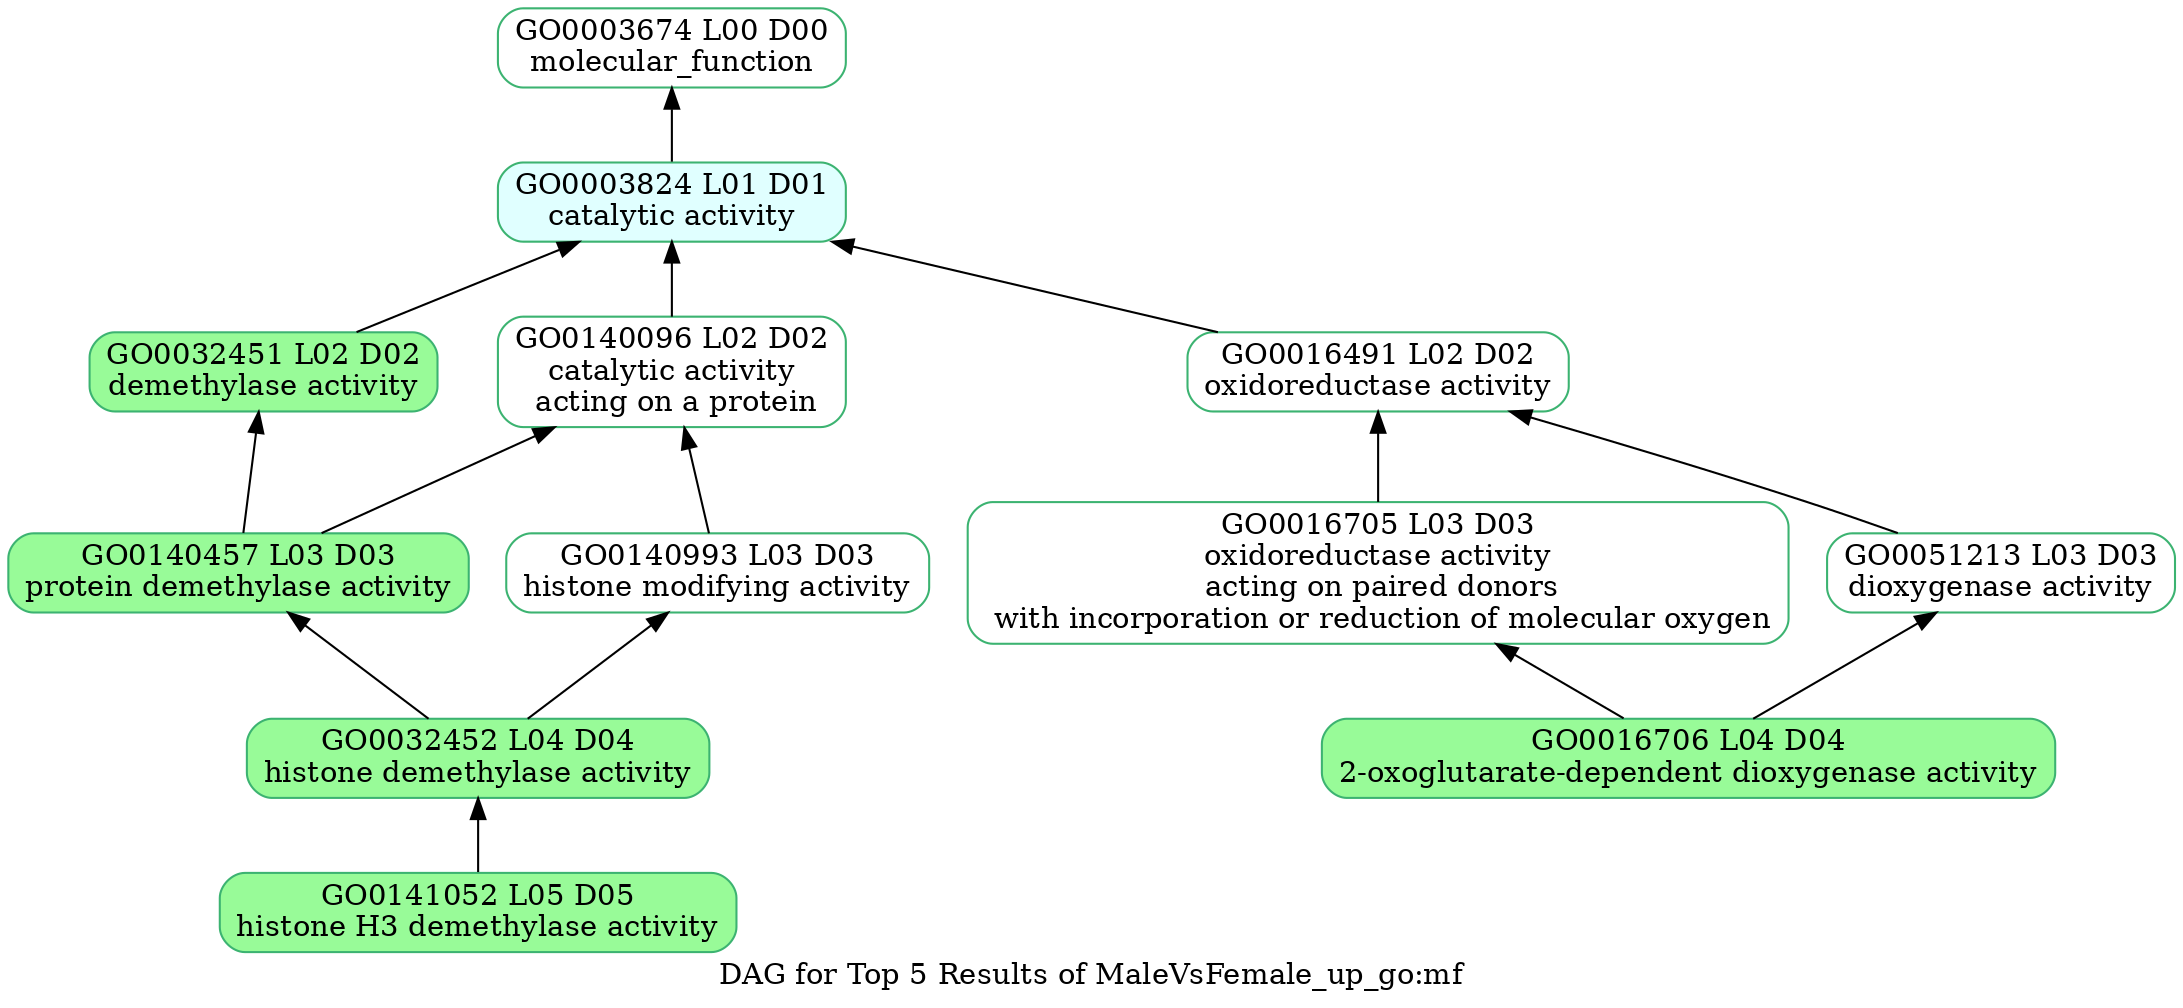 GO0003674 L00 D00
molecular_function
GO0003824 L01 D01
catalytic activity
GO0032451 L02 D02
demethylase activity
GO0140096 L02 D02
catalytic activity
acting on a protein
GO0016491 L02 D02
oxidoreductase activity
GO0140457 L03 D03
protein demethylase activity
GO0140993 L03 D03
histone modifying activity
GO0016705 L03 D03
oxidoreductase activity
acting on paired donors
with incorporation or reduction of molecular oxygen
GO0051213 L03 D03
dioxygenase activity
GO0032452 L04 D04
histone demethylase activity
GO0016706 L04 D04
2-oxoglutarate-dependent dioxygenase activity
GO0141052 L05 D05
histone H3 demethylase activity
DAG for Top 5 Results of MaleVsFemale_up_go:mf